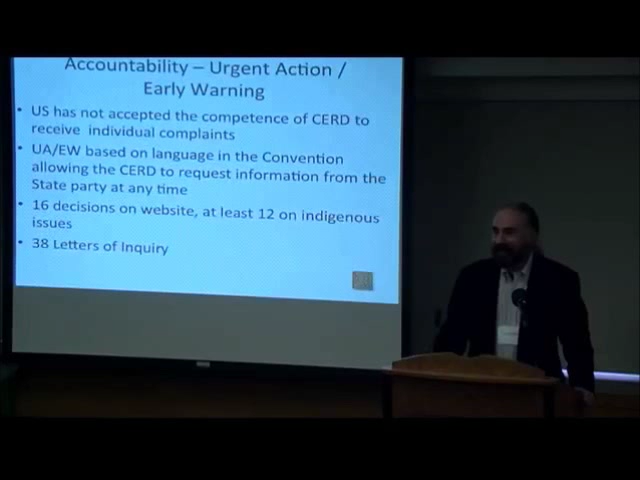 Accountability – Urgent Action /
Early Warning
• US has not accepted the competence of CERD to
receive individual complaints
• UA/EW based on language in the Convention
allowing the CERD to request information from the
State party at any time
• 16 decisions on website, at least 12 on indigenous
issues
• 38 Letters of Inquiry